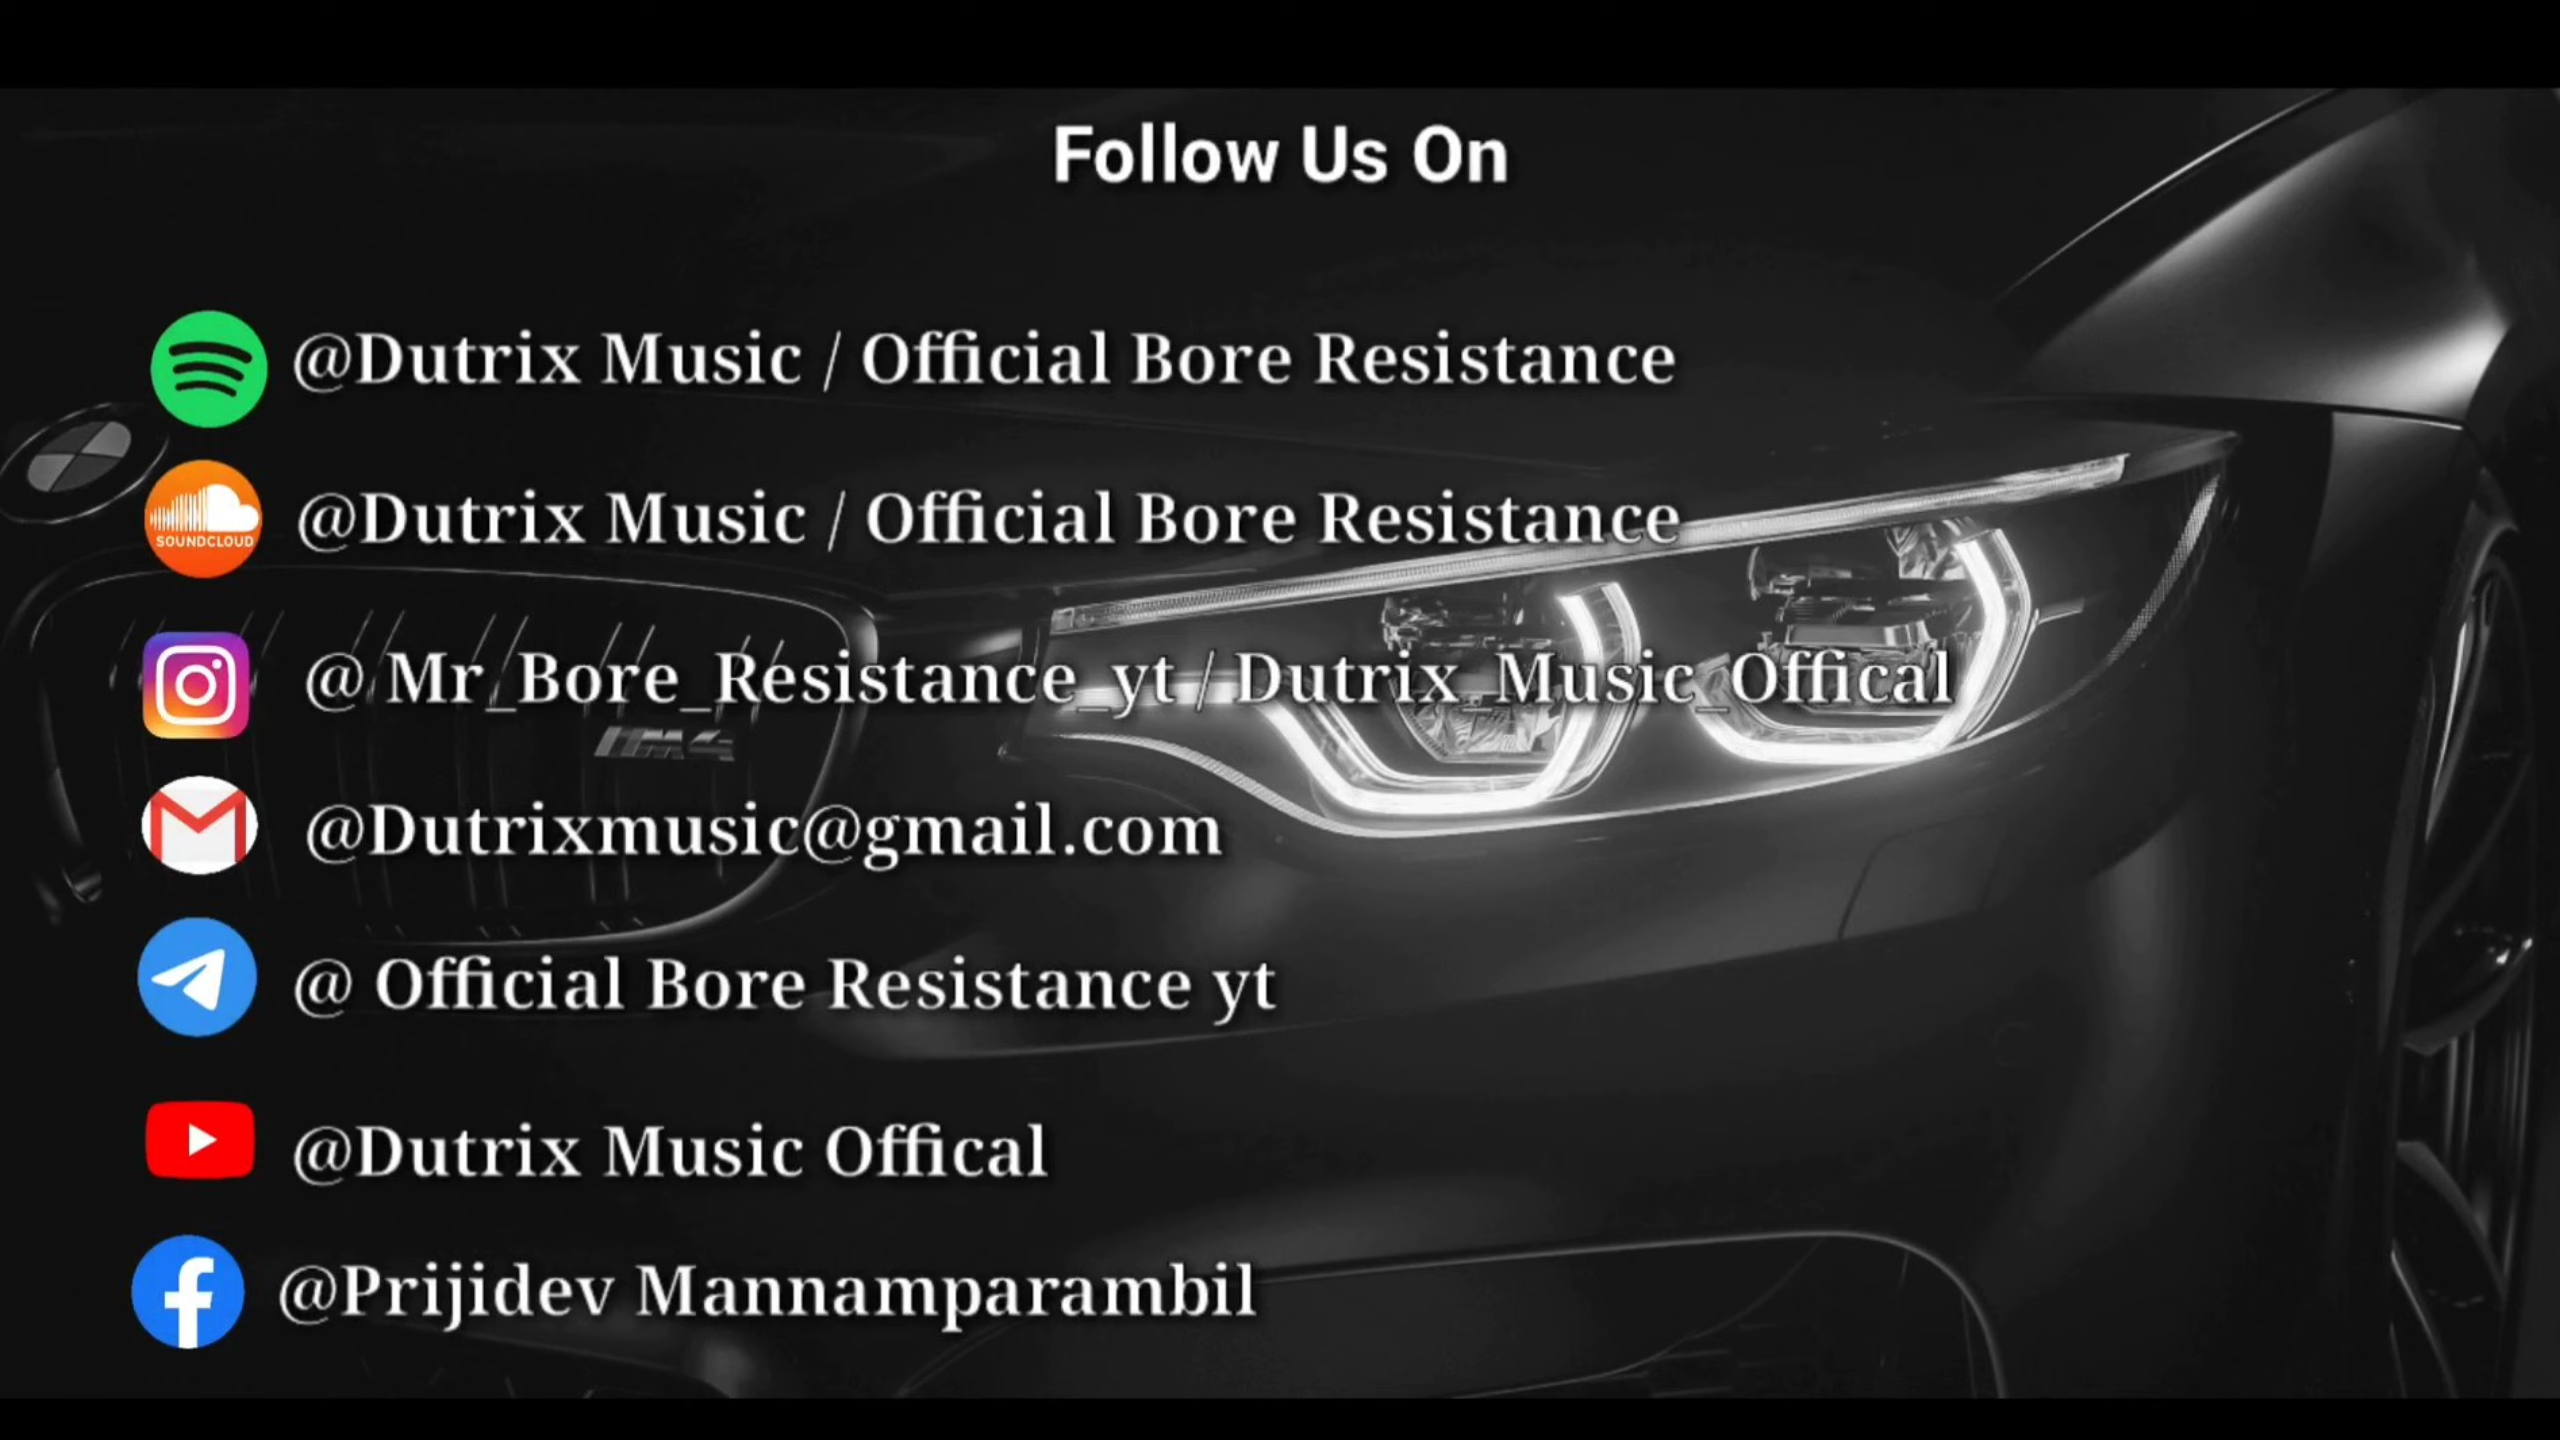 Follow Us On
@Dutrix Music / Official Bore Resistance
SOUNDCLOUD
@Dutrix Music / Official Bore Resistance
@ Mr_Bore_Resistance_yt / Dutrix_Music_Offical
M4
@Dutrixmusic@gmail.com
@ Official Bore Resistance yt
@Dutrix Music Offical
@Prijidev Mannamparambil